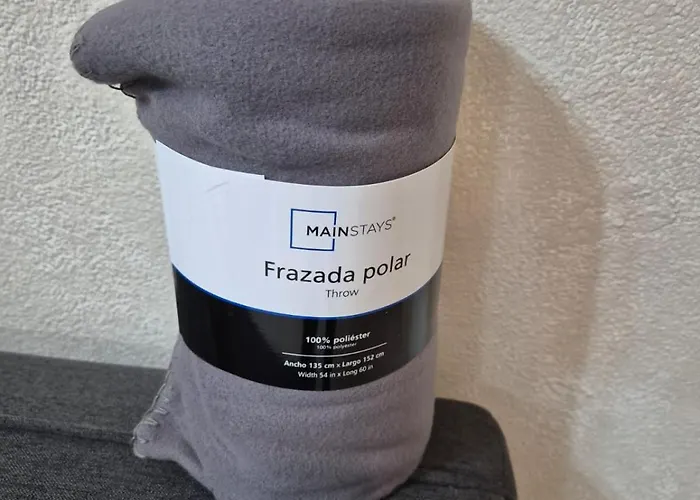 MAINSTAYS®
Frazada polar
Throw
100% poliéster
100% polyester
Ancho 135 cm x Largo 152 cm
Width 54 in x Long 60 in